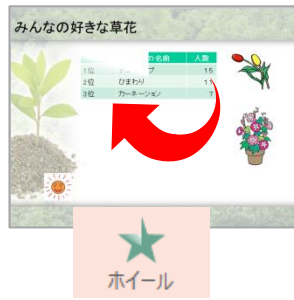 みんなの好きな草花
の名前 人数
1位 プ 15
2位 ひまわり 11
3位 カーネーション 7
ホイール